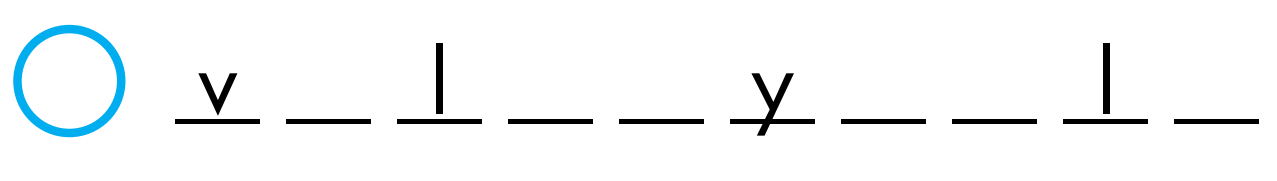 v _ l _ _ y _ _ l _